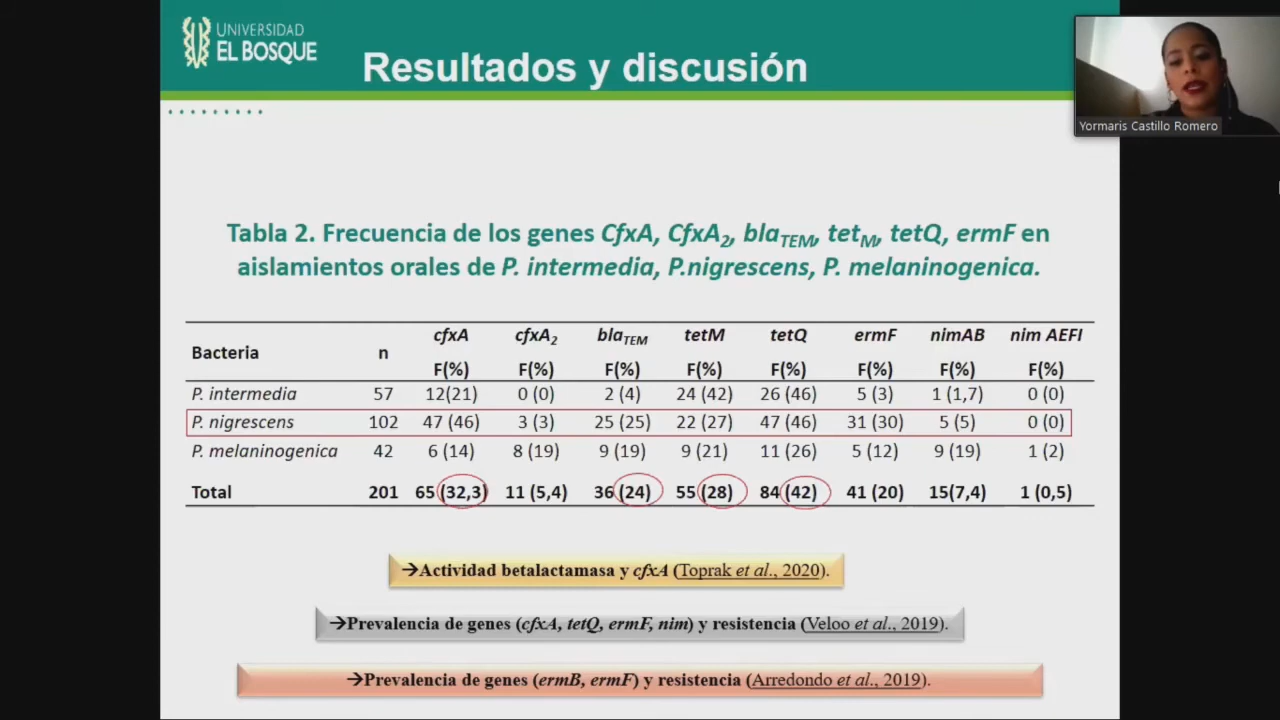 UNIVERSIDAD
EL BOSQUE
Resultados y discusión
Yormaris Castillo Romero
Tabla 2. Frecuencia de los genes CfxA, CfxA2, blaTEM, tetM, tetQ, ermF en
aislamientos orales de P. intermedia, P.nigrescens, P. melaninogenica.
Bacteria n cfxA cfxA2 blaTEM tetM tetQ ermF nimAB nim AEFI
F(%) F(%) F(%) F(%) F(%) F(%) F(%) F(%)
P. intermedia 57 12(21) 0 (0) 2 (4) 24 (42) 26 (46) 5 (3) 1 (1,7) 0 (0)
P. nigrescens 102 47 (46) 3 (3) 25 (25) 22 (27) 47 (46) 31 (30) 5 (5) 0 (0)
P. melaninogenica 42 6 (14) 8 (19) 9 (19) 9 (21) 11 (26) 5 (12) 9 (19) 1 (2)
Total 201 65 (32,3) 11 (5,4) 36 (24) 55 (28) 84 (42) 41 (20) 15(7,4) 1 (0,5)
→Actividad betalactamasa y cfxA (Toprak et al., 2020).
→Prevalencia de genes (cfxA, tetQ, ermF, nim) y resistencia (Veloo et al., 2019).
→Prevalencia de genes (ermB, ermF) y resistencia (Arredondo et al., 2019).